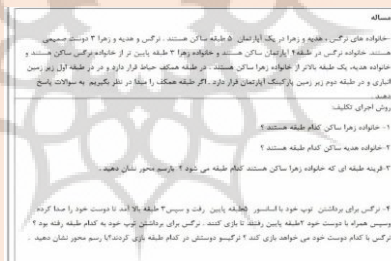 مساله
-خانواده های نرگس ، هدیه و زهرا در یک آپارتمان ۵ طبقه ساکن هستند . نرگس و هدیه و زهرا ۳ دوست صمیمی
هستند. خانواده نرگس در طبقه ۴ آپارتمان ساکن هستند و خانواده زهرا ۳ طبقه پایین تر از خانواده نرگس ساکن هستند و
خانواده هدیه، یک طبقه بالاتر از خانواده زهرا ساکن هستند . در طبقه همکف حیاط قرار دارد و در در طبقه اول زیر زمین
انباری و در طبقه دوم زیر زمین پارکینگ آپارتمان قرار دارد . اگر طبقه همکف را مبدا در نظر بگیریم به سوالات پاسخ
دهید .
روش اجرای تکلیف:
۱- خانواده زهرا ساکن کدام طبقه هستند ؟
۲-خانواده هدیه ساکن کدام طبقه هستند ؟
۳-قرینه طبقه ای که خانواده زهرا ساکن هستند کدام طبقه می شود ؟ بارسم محور نشان دهید .
۴- نرگس برای برداشتن توپ خود با آسانسور طبقه پایین رفت و سپس ۳ طبقه بالا آمد تا دوست خود را صدا کرده
وسپس همراه با دوست خود ۲طبقه پایین رفتند تا بازی کنند . نرگس برای برداشتن توپ خود به کدام طبقه رفته بود ؟
نرگس با کدام دوست خود می خواهد بازی کند ؟ نرگسو دوستش در کدام طبقه بازی کردند؟با رسم محور نشان دهید .